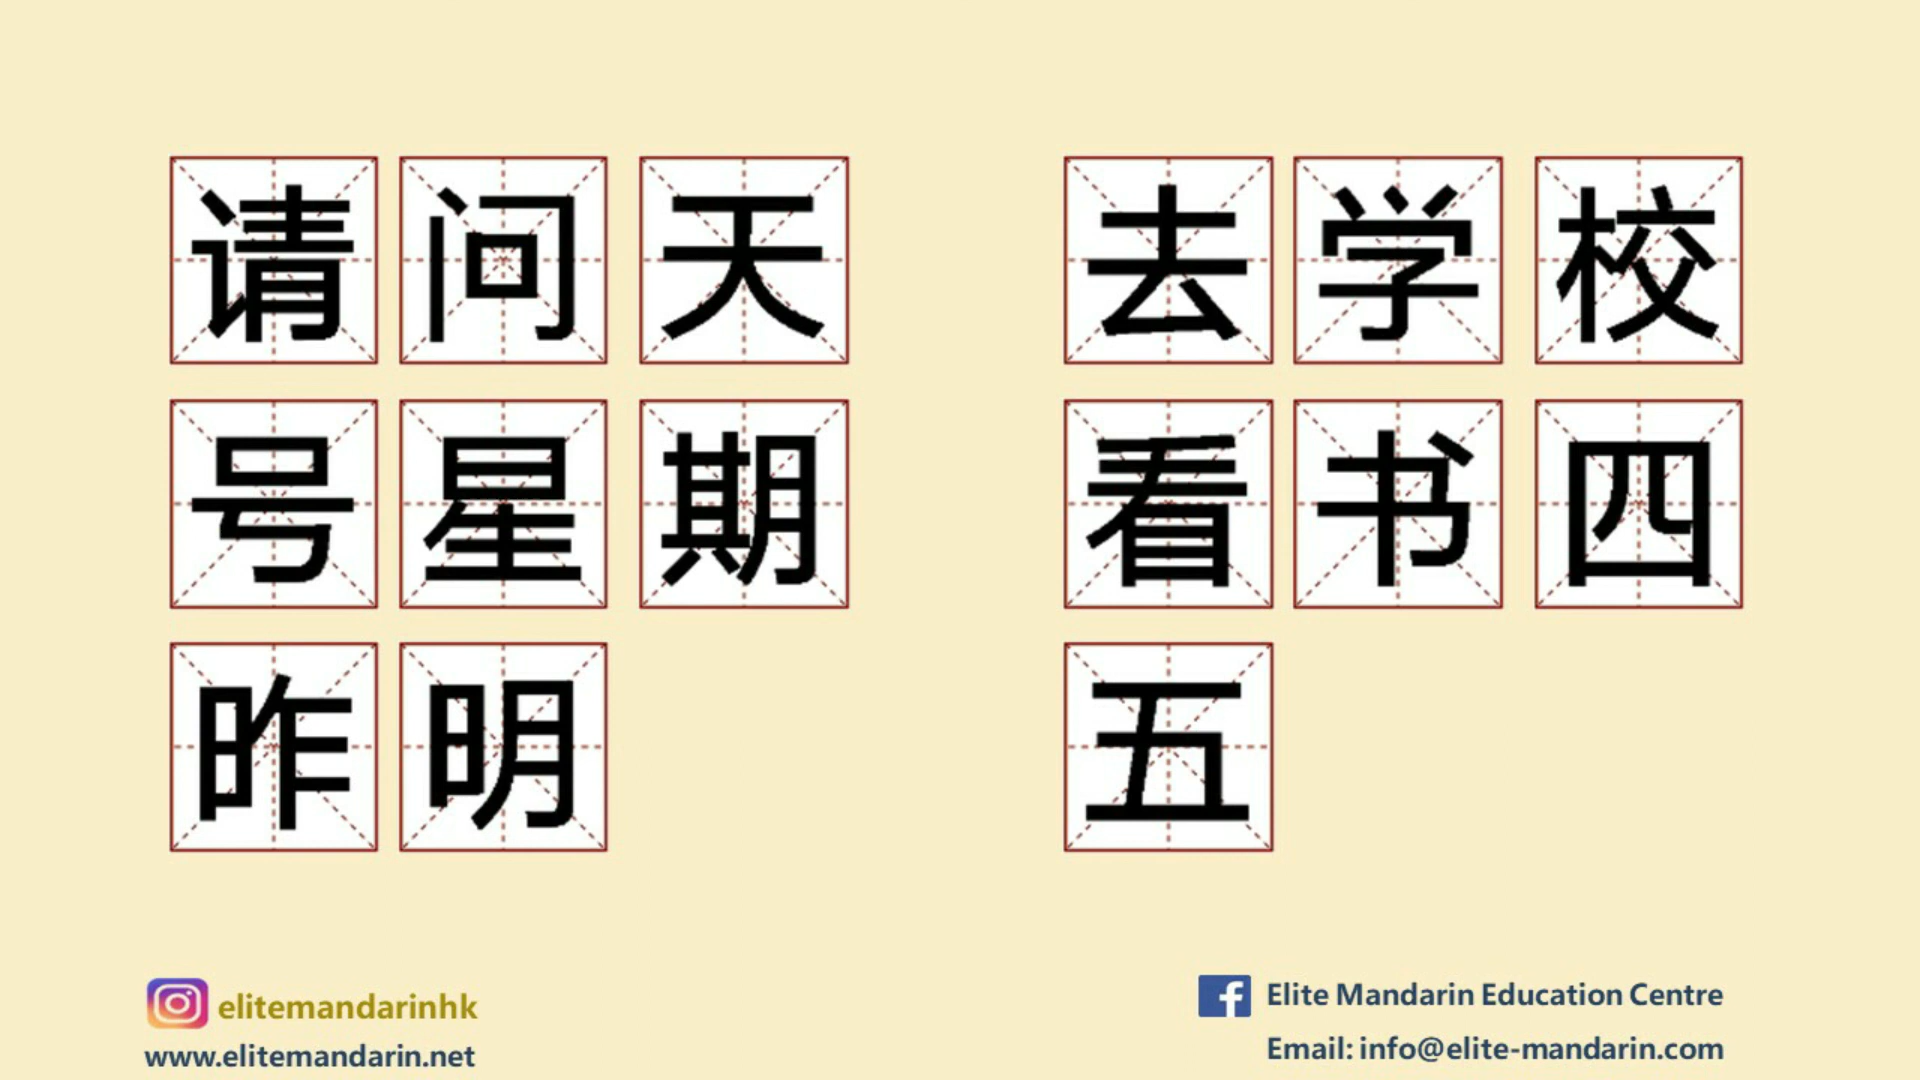 请问天
号星期
昨明
去学校
看书四
五
elitemandarinhk
www.elitemandarin.net
Elite Mandarin Education Centre
Email: info@elite-mandarin.com